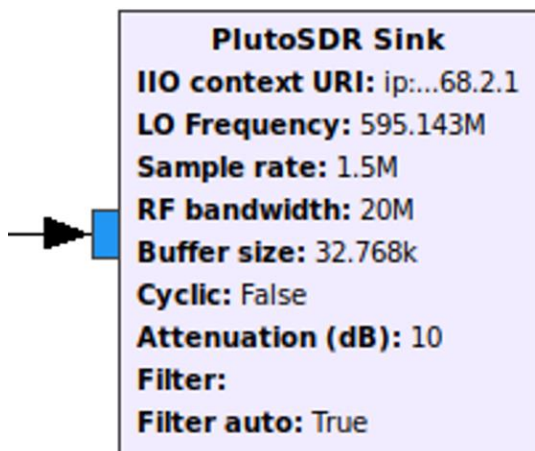 PlutoSDR Sink
IIO context URI: ip:...68.2.1
LO Frequency: 595.143M
Sample rate: 1.5M
RF bandwidth: 20M
Buffer size: 32.768k
Cyclic: False
Attenuation (dB): 10
Filter:
Filter auto: True